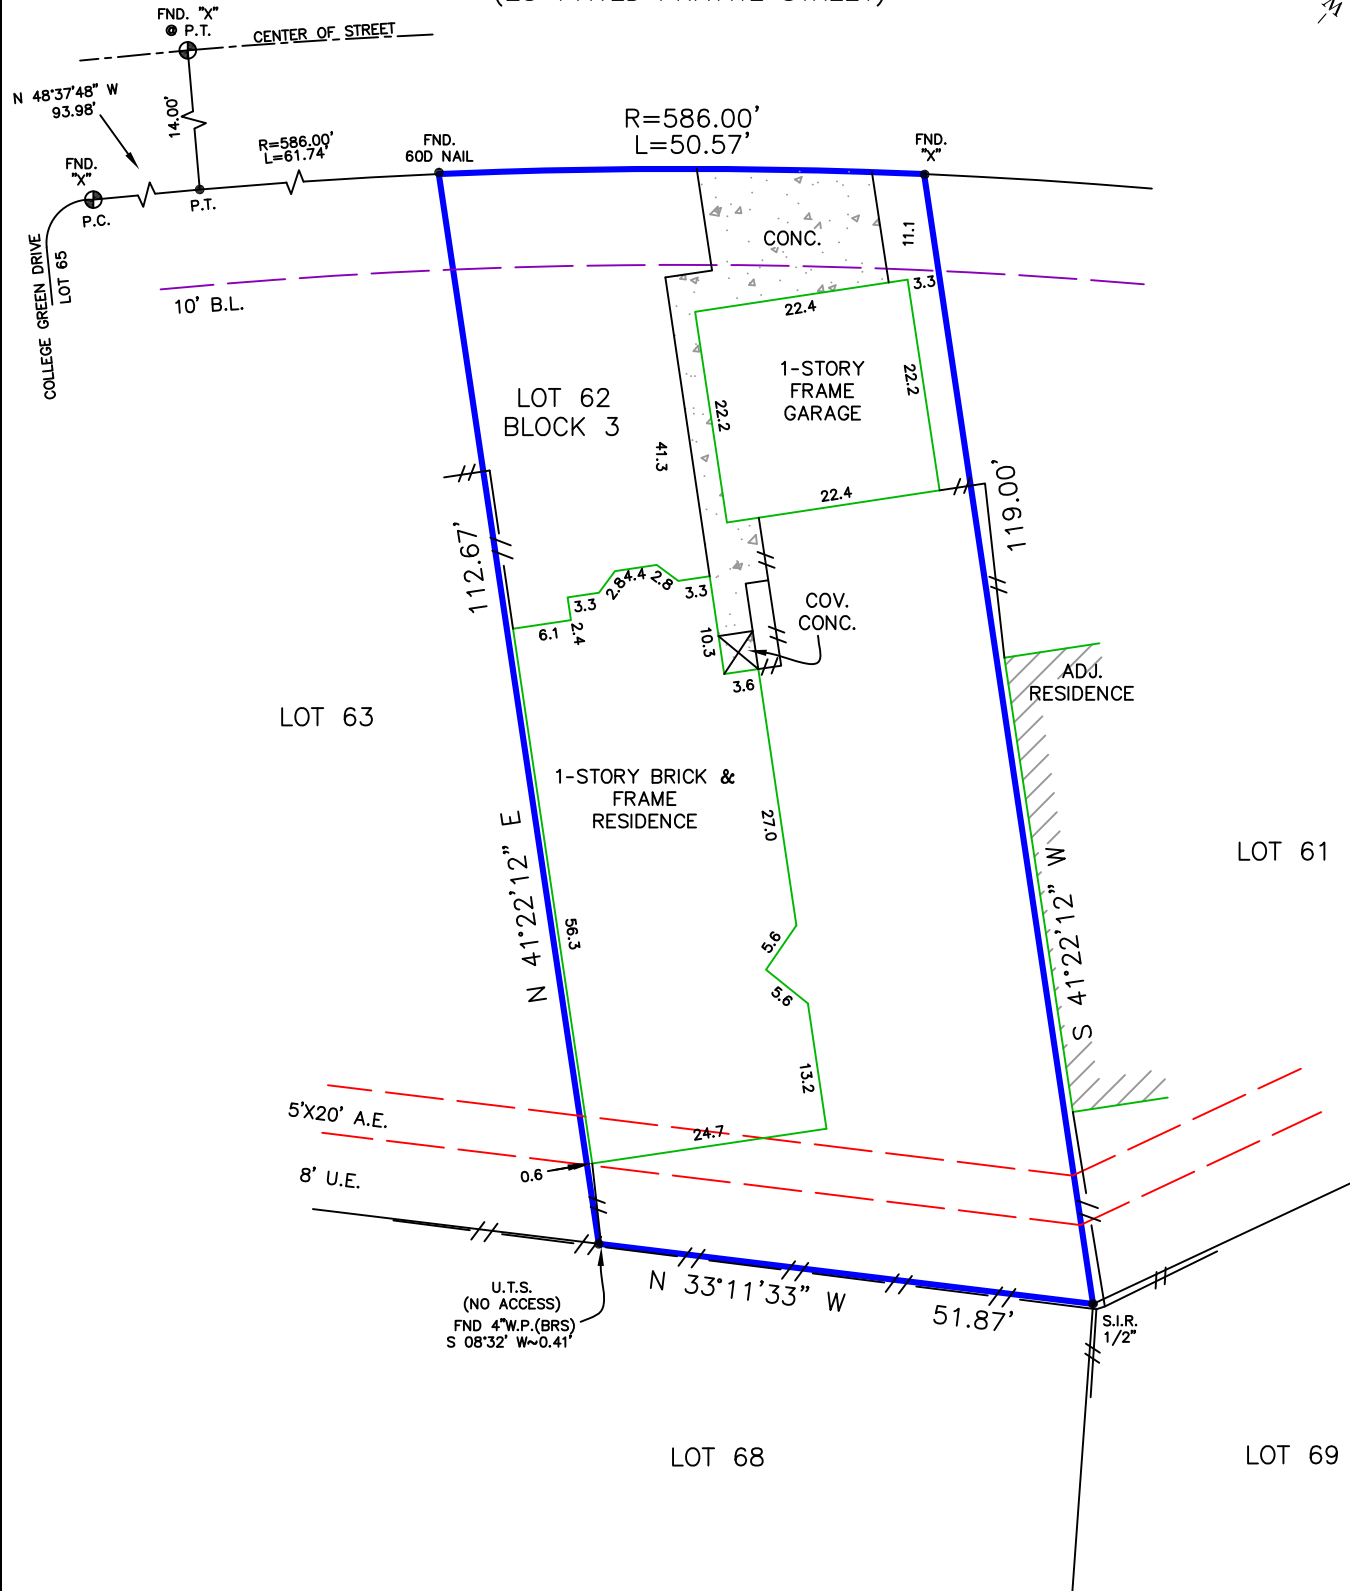 FND. "X"
@ P.T.
CENTER OF STREET
N 48°37'48" W
93.98'
14.00'
R=586.00'
L=61.74'
FND.
"X"
P.C.
P.T.
FND.
60D NAIL
R=586.00'
L=50.57'
FND.
"X"
COLLEGE GREEN DRIVE
LOT 65
10' B.L.
CONC.
11.1
3.3
22.4
1-STORY
FRAME
GARAGE
22.2
22.2
22.4
LOT 62
BLOCK 3
41.3
112.67'
119.00'
3.3
2.8
4.4
2.8
3.3
6.1
2.4
10.3
3.6
COV.
CONC.
ADJ.
RESIDENCE
LOT 63
1-STORY BRICK &
FRAME
RESIDENCE
27.0
LOT 61
N 41°22'12" E
S 41°22'12" W
56.3
5.6
5.6
13.2
24.7
5'X20' A.E.
0.6
8' U.E.
U.T.S.
(NO ACCESS)
FND 4"W.P.(BRS)
S 08°32' W~0.41'
N 33°11'33" W
51.87'
S.I.R.
1/2"
LOT 68
LOT 69